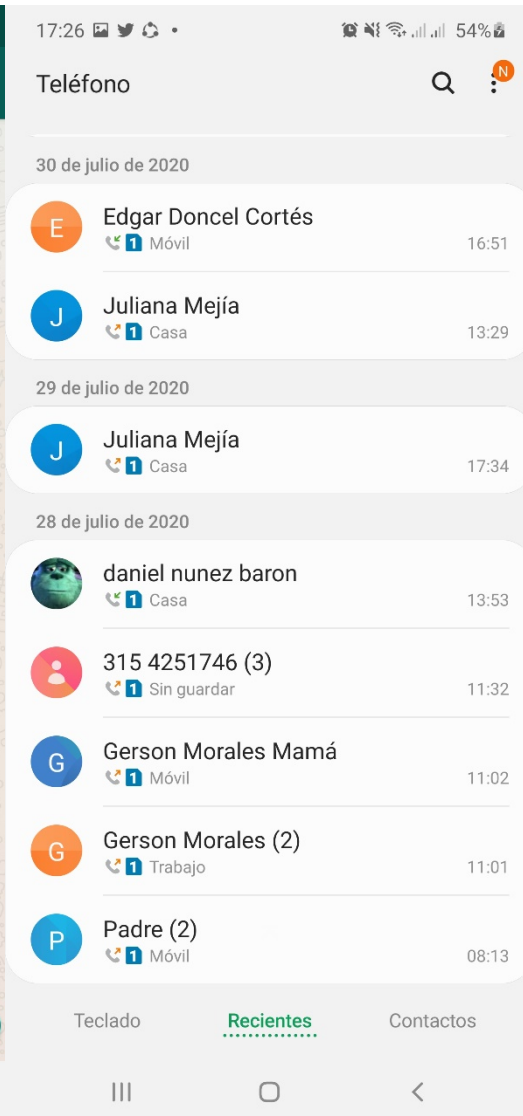 17:26 54%
Teléfono N
30 de julio de 2020
E Edgar Doncel Cortés
1 Móvil 16:51
J Juliana Mejía
1 Casa 13:29
29 de julio de 2020
J Juliana Mejía
1 Casa 17:34
28 de julio de 2020
daniel nunez baron
1 Casa 13:53
315 4251746 (3)
1 Sin guardar 11:32
G Gerson Morales Mamá
1 Móvil 11:02
G Gerson Morales (2)
1 Trabajo 11:01
P Padre (2)
1 Móvil 08:13
Teclado Recientes Contactos